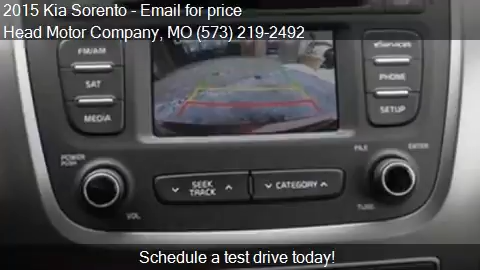 2015 Kia Sorento - Email for price
Head Motor Company, MO (573) 219-2492
FM/AM
SAT
MEDIA
eServices
PHONE
SETUP
POWER
PUSH
VOL
SEEK
TRACK
CATEGORY
FILE
ENTER
TUNE
Schedule a test drive today!